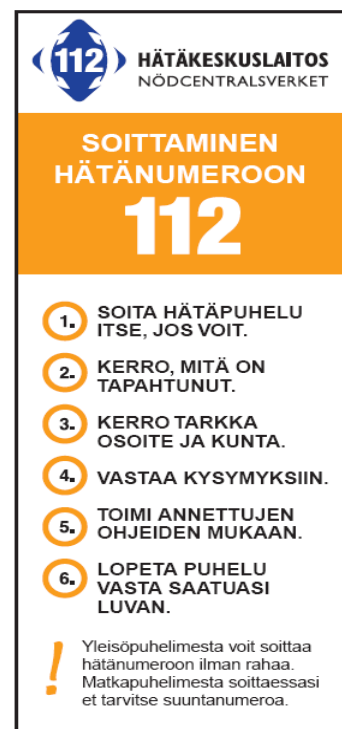 112
HÄTÄKESKUSLAITOS
NÖDCENTRALSVERKET
SOITTAMINEN
HÄTÄNUMEROON
112
1. SOITA HÄTÄPUHELU
ITSE, JOS VOIT.
2. KERRO, MITÄ ON
TAPAHTUNUT.
3. KERRO TARKKA
OSOITE JA KUNTA.
4. VASTAA KYSYMYKSIIN.
5. TOIMI ANNETTUJEN
OHJEIDEN MUKAAN.
6. LOPETA PUHELU
VASTA SAATUASI
LUVAN.
! Yleisöpuhelimesta voit soittaa
hätänumeroon ilman rahaa.
Matkapuhelimesta soittaessasi
et tarvitse suuntanumeroa.